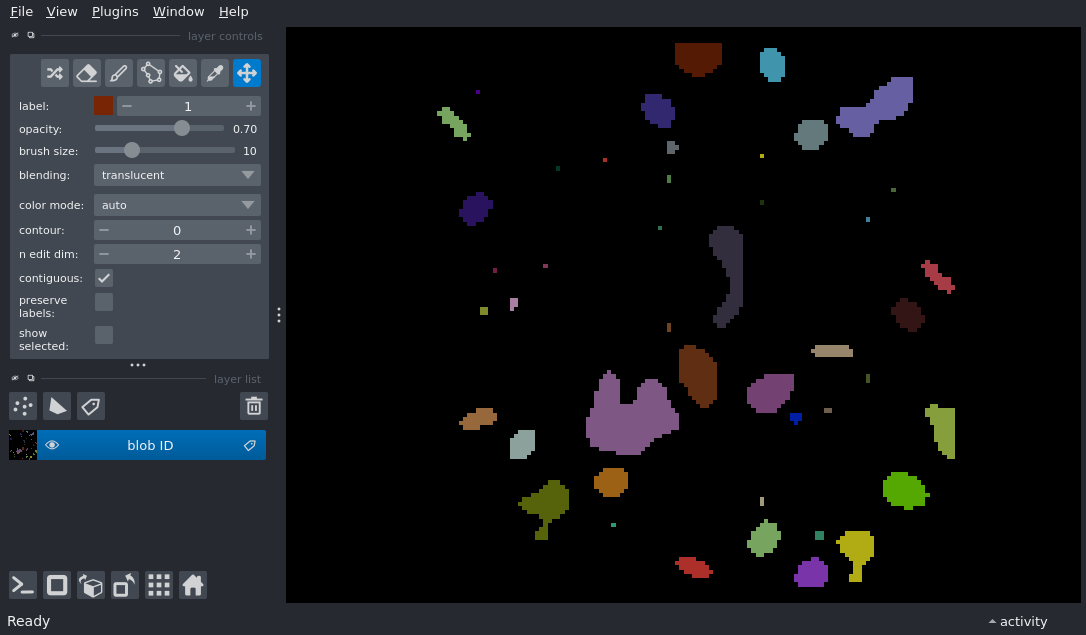 File View Plugins Window Help
layer controls
label: 1
opacity: 0.70
brush size: 10
blending: translucent
color mode: auto
contour: 0
n edit dim: 2
contiguous:
preserve
labels:
show
selected:
layer list
blob ID
Ready
activity